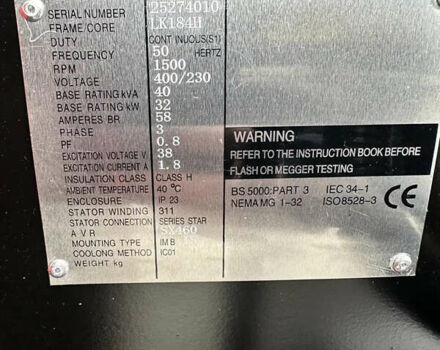 SERIAL NUMBER 25274010
FRAME/CORE LK184H
DUTY CONTINUOUS(S1)
FREQUENCY 50 HERTZ
RPM 1500
VOLTAGE 400/230
BASE RATING kVA 40
BASE RATING kW 32
AMPERES BR. 58
PHASE 3
PF 0.8
EXCITATION VOLTAGE V 38
EXCITATION CURRENT A 1.8
INSULATION CLASS CLASS H
AMBIENT TEMPERATURE 40 °C
ENCLOSURE IP 23
STATOR WINDING 311
STATOR CONNECTION SERIES STAR
A V R SX460
MOUNTING TYPE IM B
COOLONG METHOD IC01
WEIGHT kg
WARNING
REFER TO THE INSTRUCTION BOOK BEFORE
FLASH OR MEGGER TESTING
BS 5000:PART 3 IEC 34-1
NEMA MG 1-32 ISO8528-3
CE